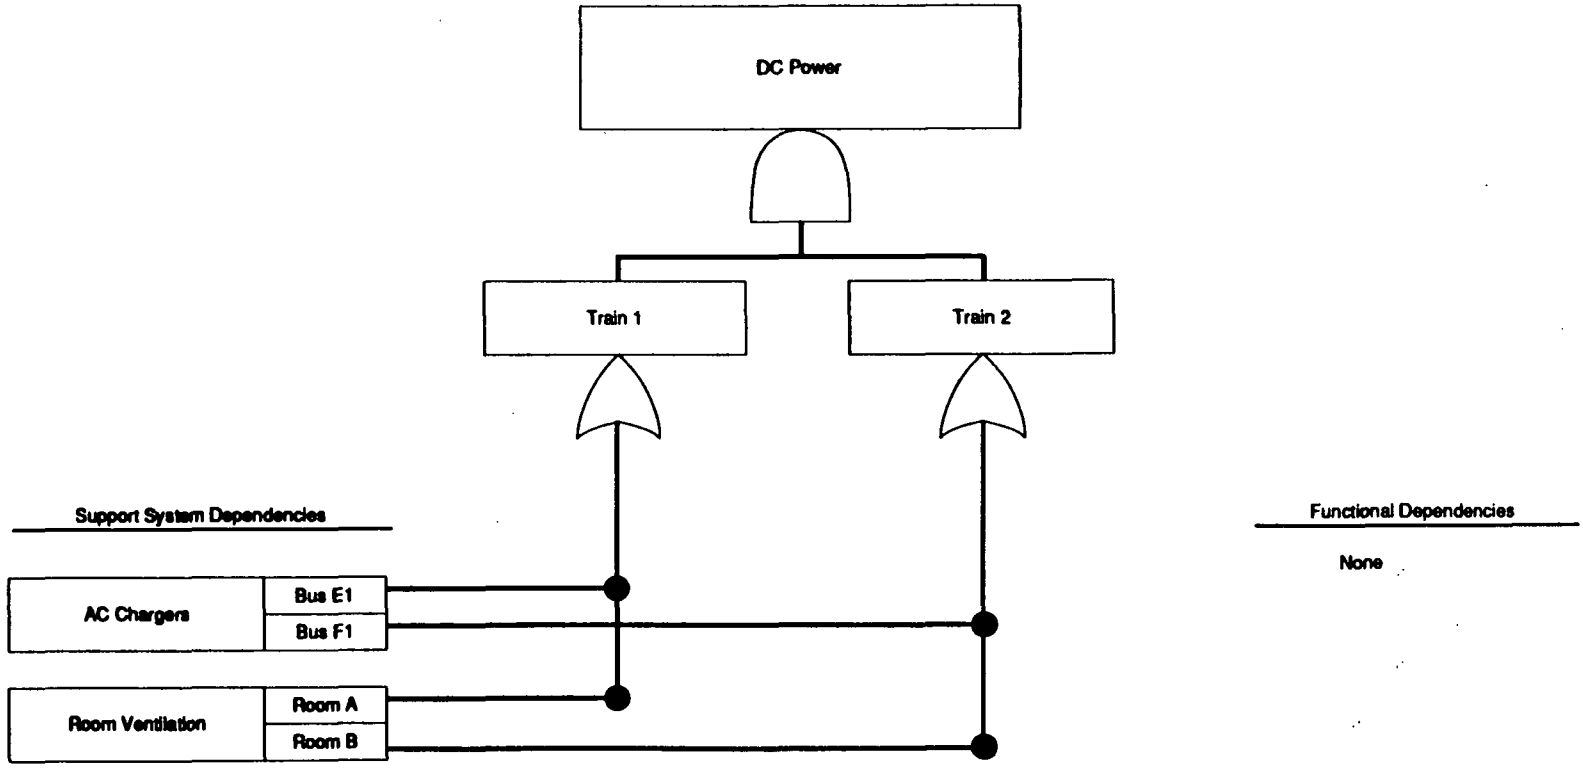 DC Power
Train 1
Train 2
Support System Dependencies
Functional Dependencies
None
AC Chargers
Bus E1
Bus F1
Room Ventilation
Room A
Room B